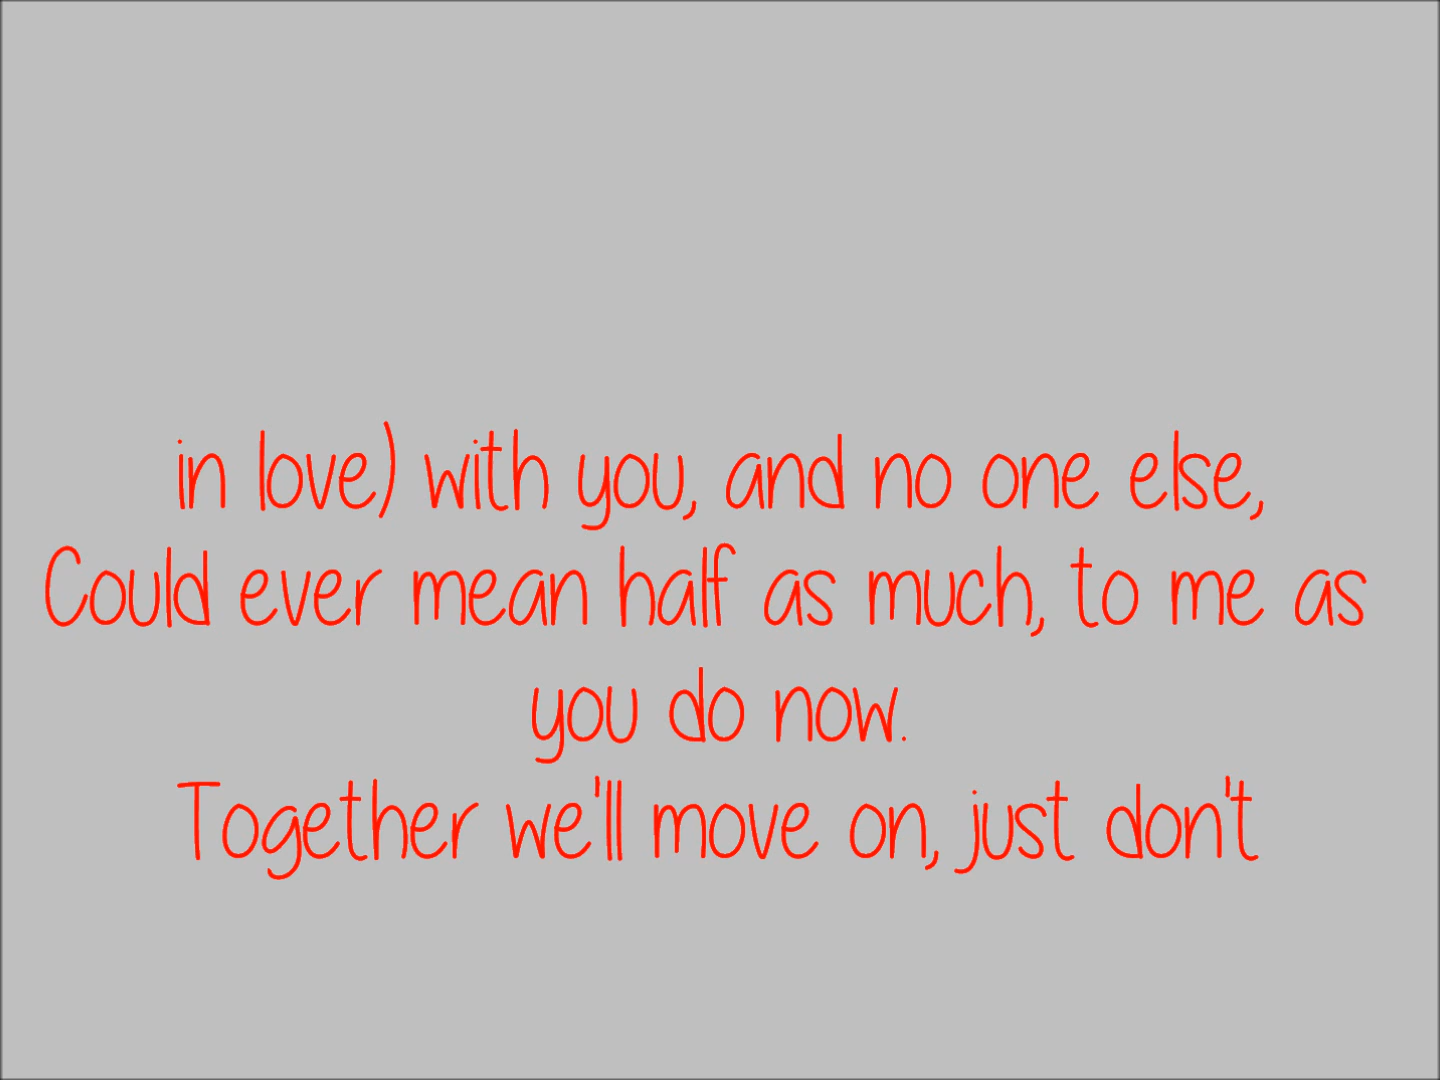 in love) with you, and no one else,
Could ever mean half as much, to me as
you do now.
Together we'll move on, just don't